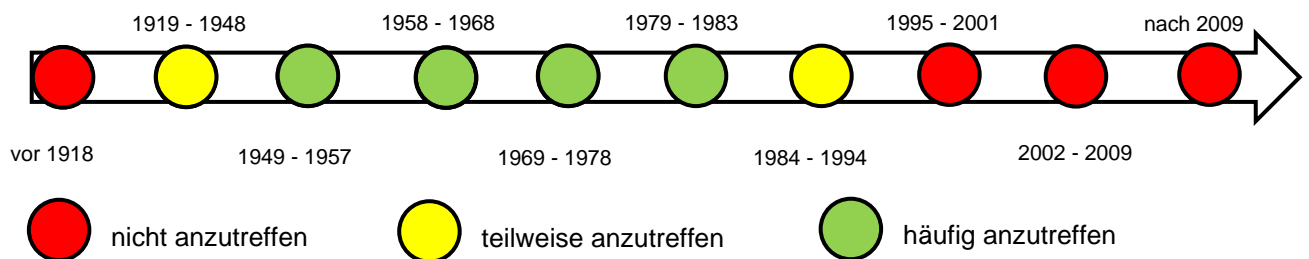 1919 - 1948 1958 - 1968 1979 - 1983 1995 - 2001 nach 2009
vor 1918 1949 - 1957 1969 - 1978 1984 - 1994 2002 - 2009
nicht anzutreffen teilweise anzutreffen häufig anzutreffen